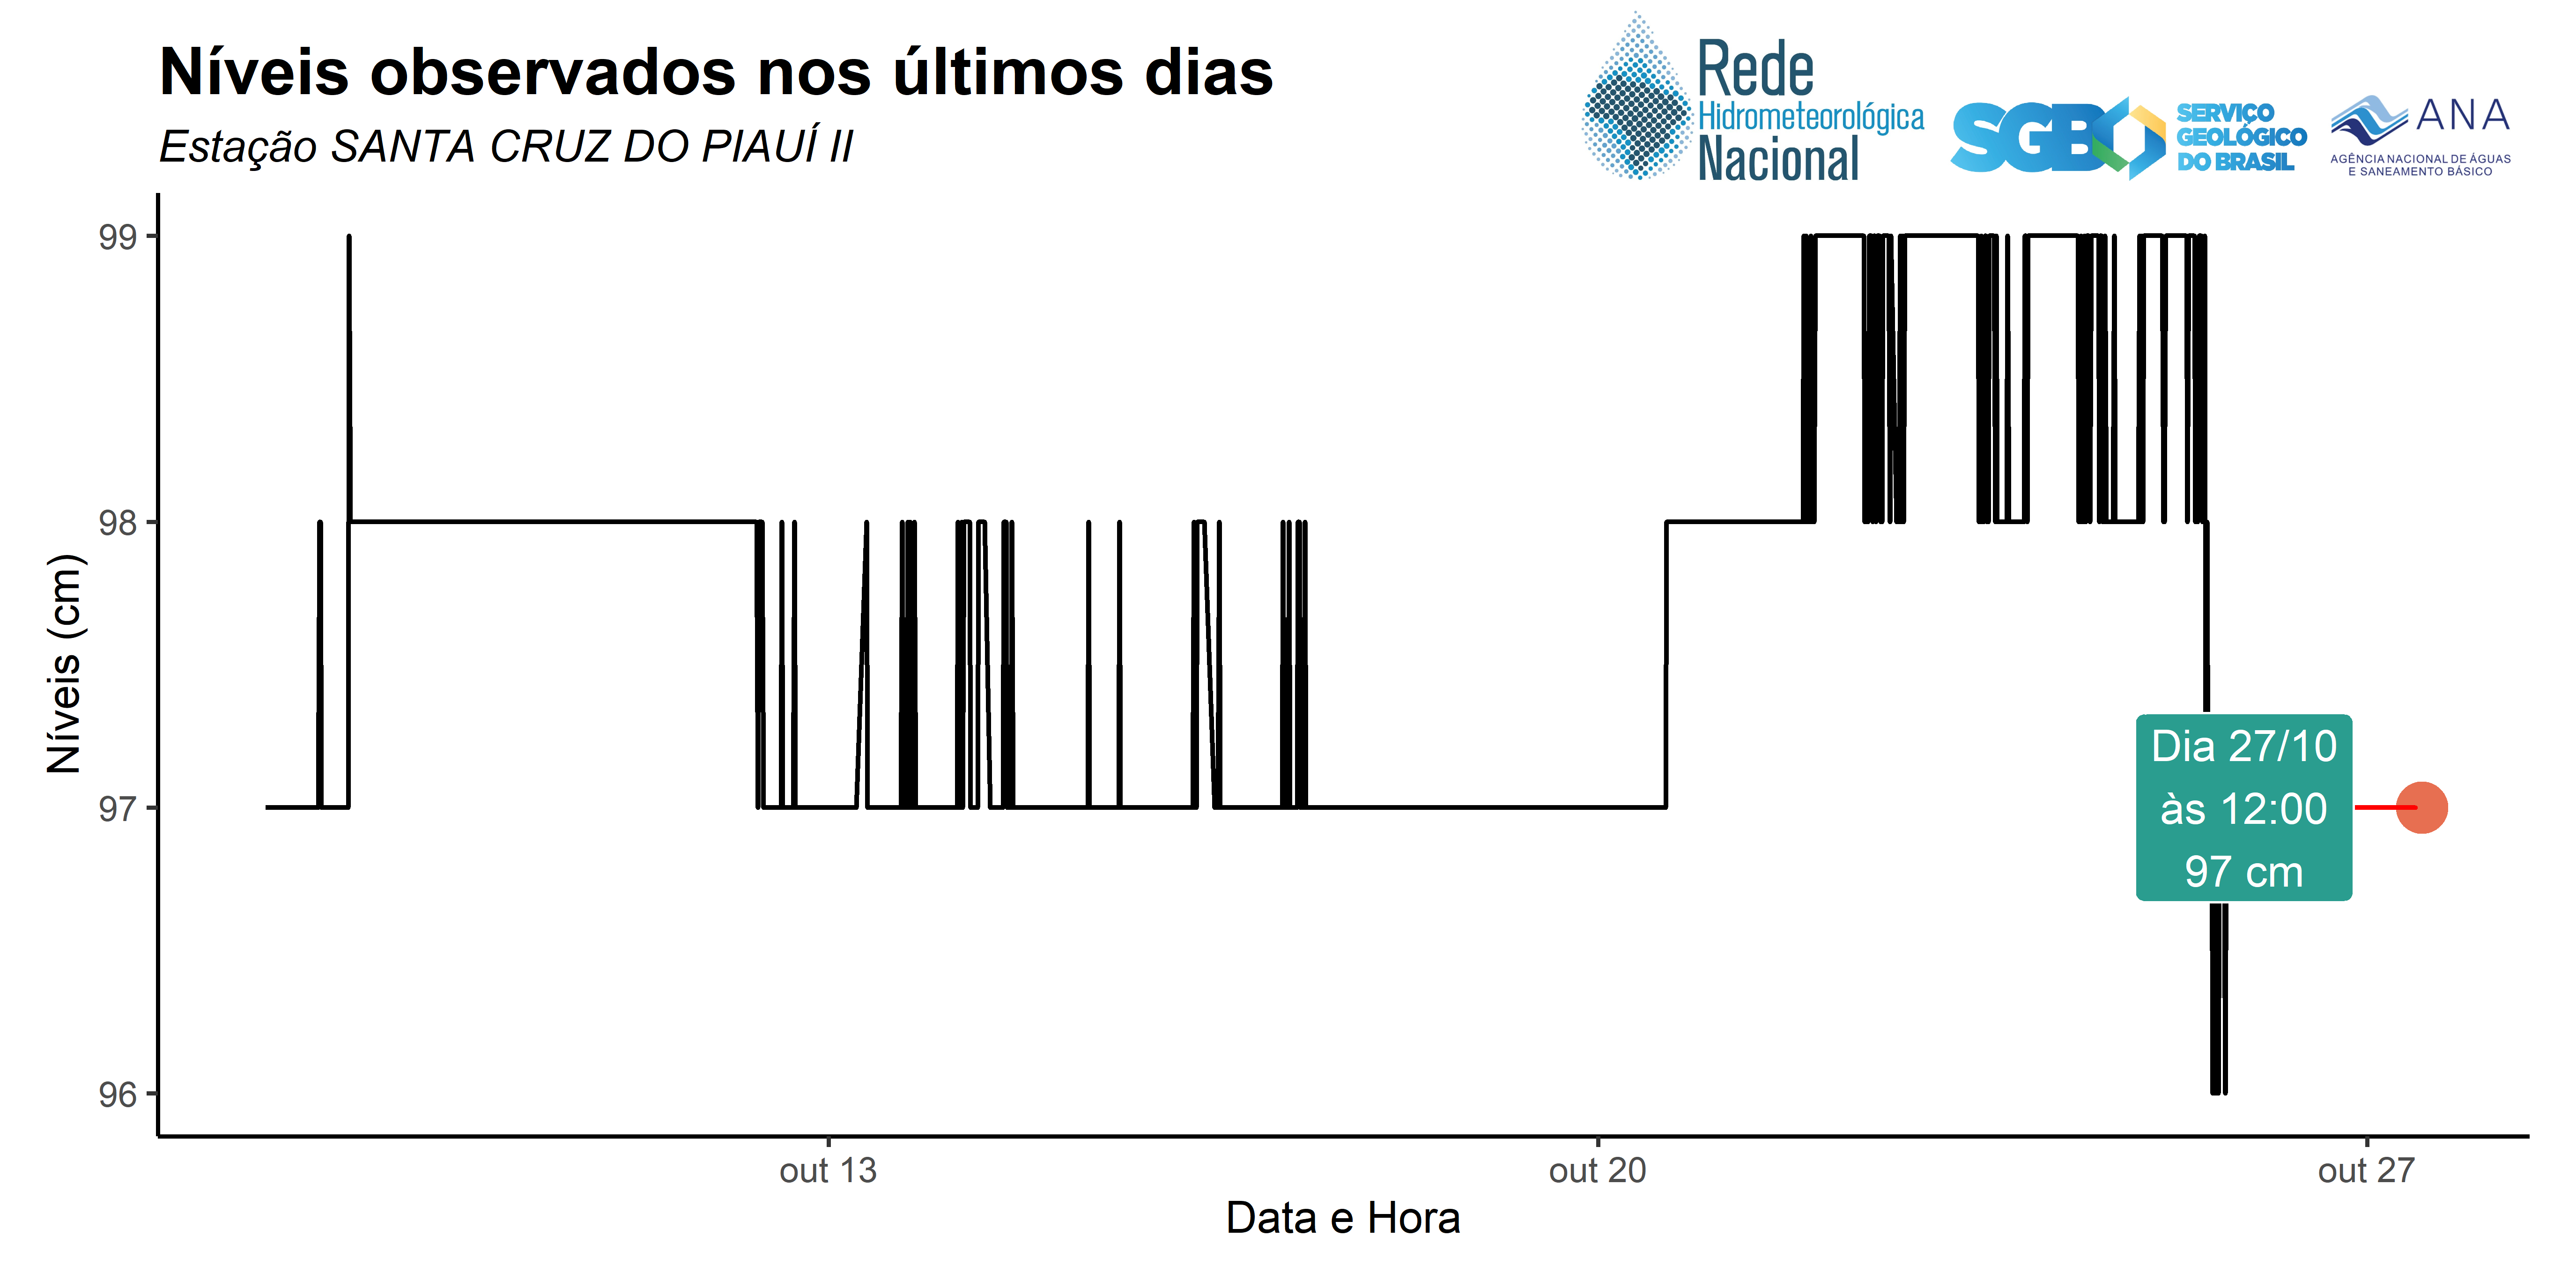 Níveis observados nos últimos dias
Estação SANTA CRUZ DO PIAUÍ II
Rede
Hidrometeorológica
Nacional
SGB
SERVIÇO
GEOLÓGICO
DO BRASIL
ANA
AGÊNCIA NACIONAL DE ÁGUAS
E SANEAMENTO BÁSICO
Níveis (cm)
99
98
97
96
Dia 27/10
às 12:00
97 cm
out 13
out 20
out 27
Data e Hora